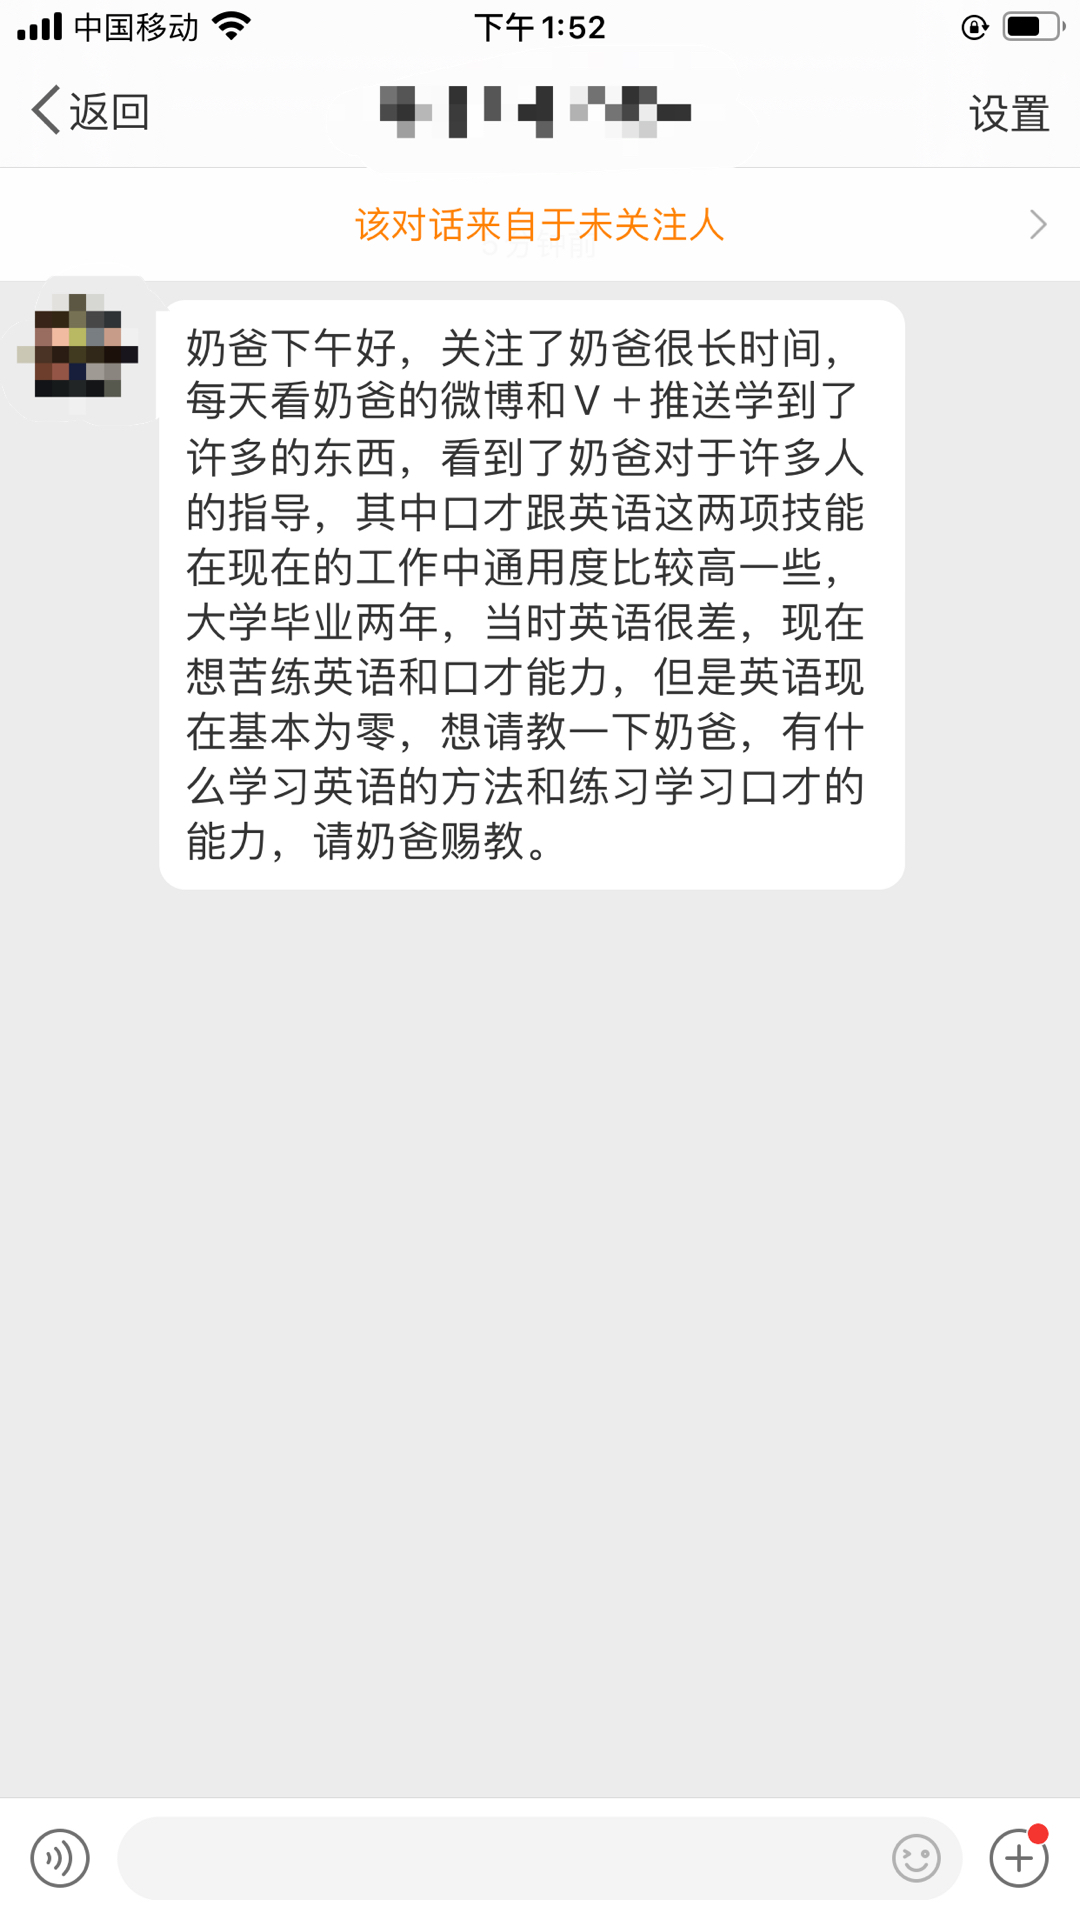 中国移动 下午1:52
返回 设置
该对话来自于未关注人
5分钟前
奶爸下午好，关注了奶爸很长时间，
每天看奶爸的微博和V＋推送学到了
许多的东西，看到了奶爸对于许多人
的指导，其中口才跟英语这两项技能
在现在的工作中通用度比较高一些，
大学毕业两年，当时英语很差，现在
想苦练英语和口才能力，但是英语现
在基本为零，想请教一下奶爸，有什
么学习英语的方法和练习学习口才的
能力，请奶爸赐教。